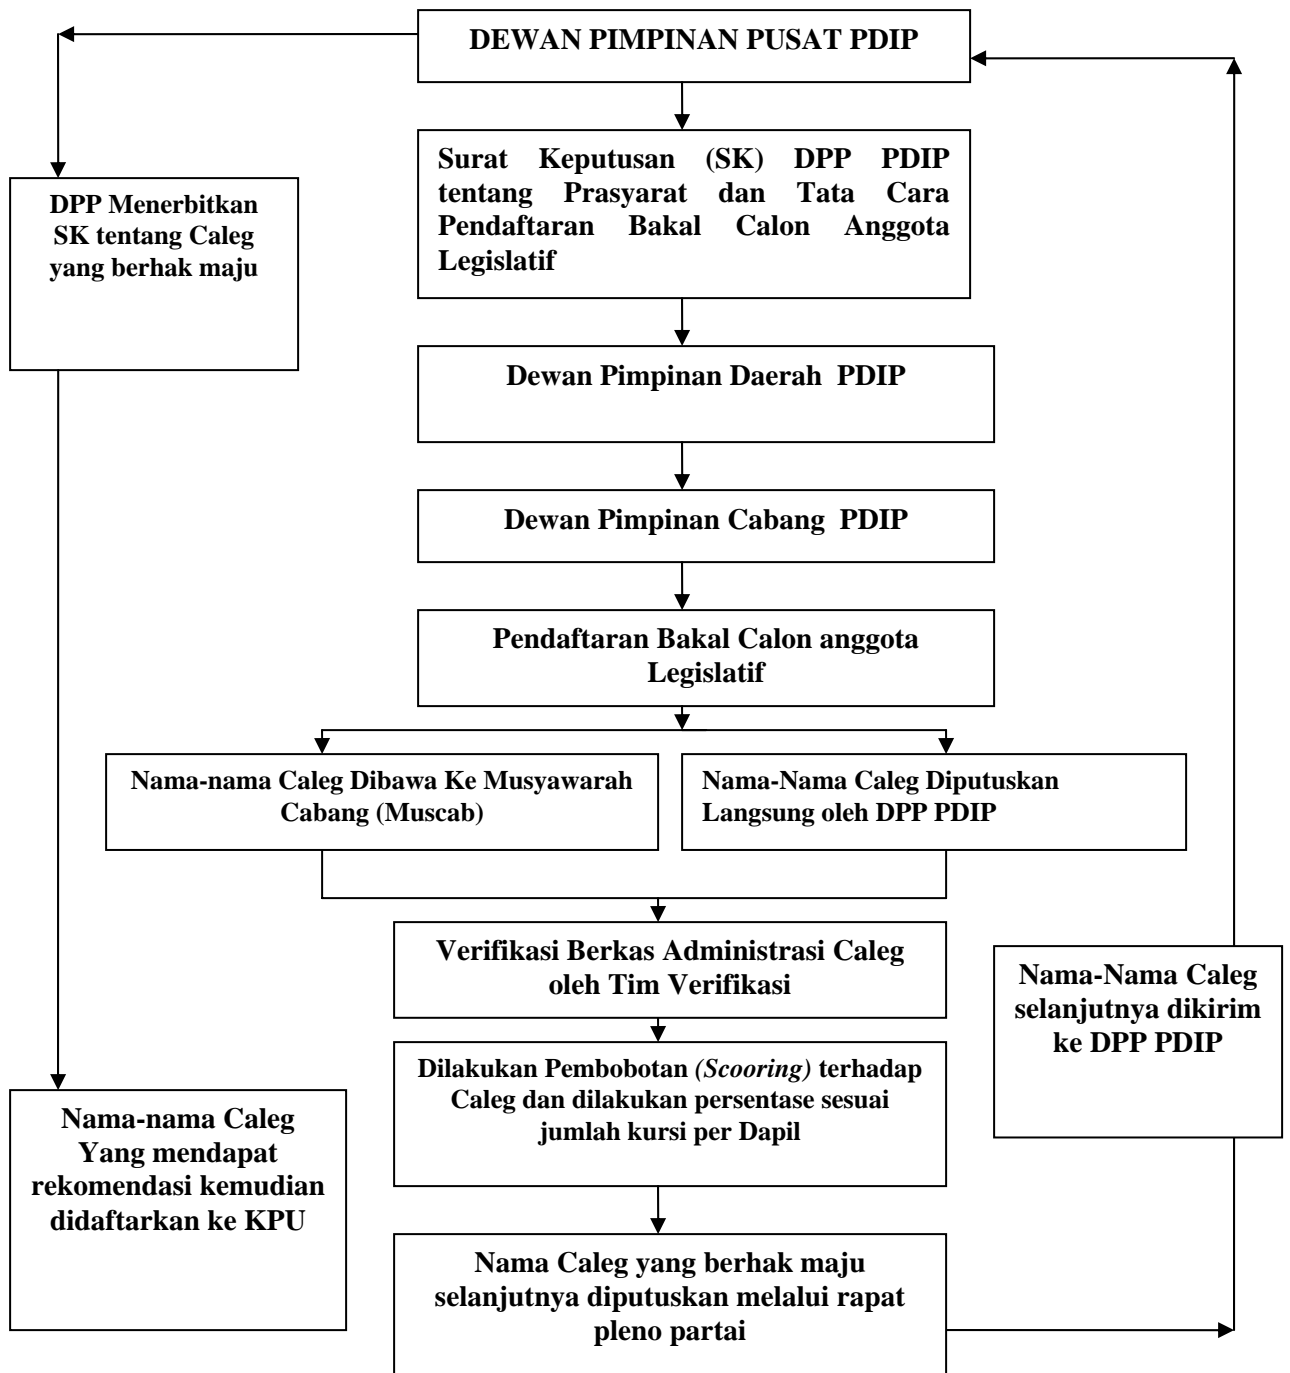 DEWAN PIMPINAN PUSAT PDIP
Surat Keputusan (SK) DPP PDIP
tentang Prasyarat dan Tata Cara
Pendaftaran Bakal Calon Anggota
Legislatif
DPP Menerbitkan
SK tentang Caleg
yang berhak maju
Dewan Pimpinan Daerah PDIP
Dewan Pimpinan Cabang PDIP
Pendaftaran Bakal Calon anggota
Legislatif
Nama-nama Caleg Dibawa Ke Musyawarah
Cabang (Muscab)
Nama-Nama Caleg Diputuskan
Langsung oleh DPP PDIP
Verifikasi Berkas Administrasi Caleg
oleh Tim Verifikasi
Dilakukan Pembobotan (Scooring) terhadap
Caleg dan dilakukan persentase sesuai
jumlah kursi per Dapil
Nama Caleg yang berhak maju
selanjutnya diputuskan melalui rapat
pleno partai
Nama-Nama Caleg
selanjutnya dikirim
ke DPP PDIP
Nama-nama Caleg
Yang mendapat
rekomendasi kemudian
didaftarkan ke KPU